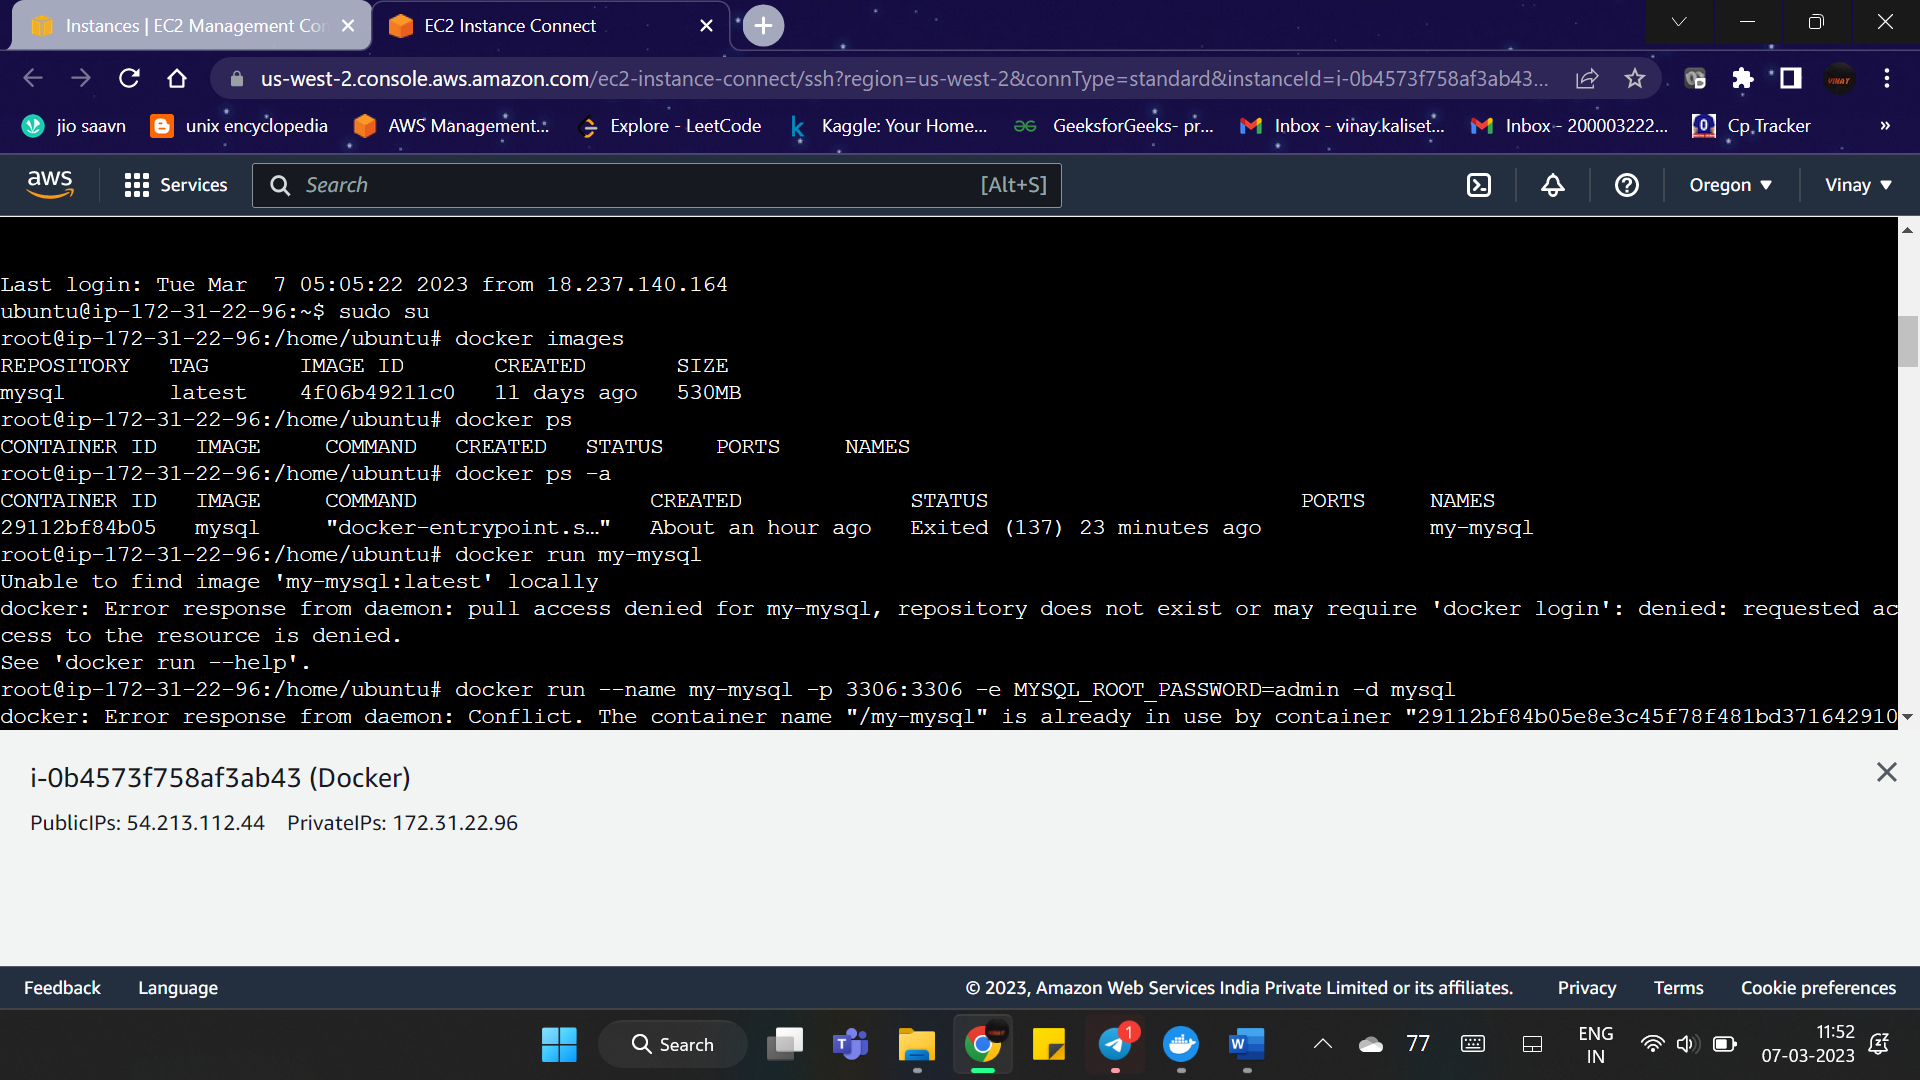 Instances | EC2 Management Co
EC2 Instance Connect
us-west-2.console.aws.amazon.com/ec2-instance-connect/ssh?region=us-west-2&connType=standard&instanceId=i-0b4573f758af3ab43...
VINAY
jio saavn
unix encyclopedia
AWS Management...
Explore - LeetCode
Kaggle: Your Home...
GeeksforGeeks- pr...
Inbox - vinay.kaliset...
Inbox - 200003222...
Cp Tracker
»
aws
Services
Search
[Alt+S]
Oregon
Vinay
Last login: Tue Mar  7 05:05:22 2023 from 18.237.140.164
ubuntu@ip-172-31-22-96:~$ sudo su
root@ip-172-31-22-96:/home/ubuntu# docker images
REPOSITORY   TAG       IMAGE ID       CREATED       SIZE
mysql        latest    4f06b49211c0   11 days ago   530MB
root@ip-172-31-22-96:/home/ubuntu# docker ps
CONTAINER ID   IMAGE     COMMAND   CREATED   STATUS    PORTS     NAMES
root@ip-172-31-22-96:/home/ubuntu# docker ps -a
CONTAINER ID   IMAGE     COMMAND                  CREATED             STATUS                        PORTS     NAMES
29112bf84b05   mysql     "docker-entrypoint.s…"   About an hour ago   Exited (137) 23 minutes ago             my-mysql
root@ip-172-31-22-96:/home/ubuntu# docker run my-mysql
Unable to find image 'my-mysql:latest' locally
docker: Error response from daemon: pull access denied for my-mysql, repository does not exist or may require 'docker login': denied: requested ac
cess to the resource is denied.
See 'docker run --help'.
root@ip-172-31-22-96:/home/ubuntu# docker run --name my-mysql -p 3306:3306 -e MYSQL_ROOT_PASSWORD=admin -d mysql
docker: Error response from daemon: Conflict. The container name "/my-mysql" is already in use by container "29112bf84b05e8e3c45f78f481bd371642910
i-0b4573f758af3ab43 (Docker)
PublicIPs: 54.213.112.44    PrivateIPs: 172.31.22.96
Feedback
Language
© 2023, Amazon Web Services India Private Limited or its affiliates.
Privacy
Terms
Cookie preferences
Search
1
77
ENG
IN
11:52
07-03-2023